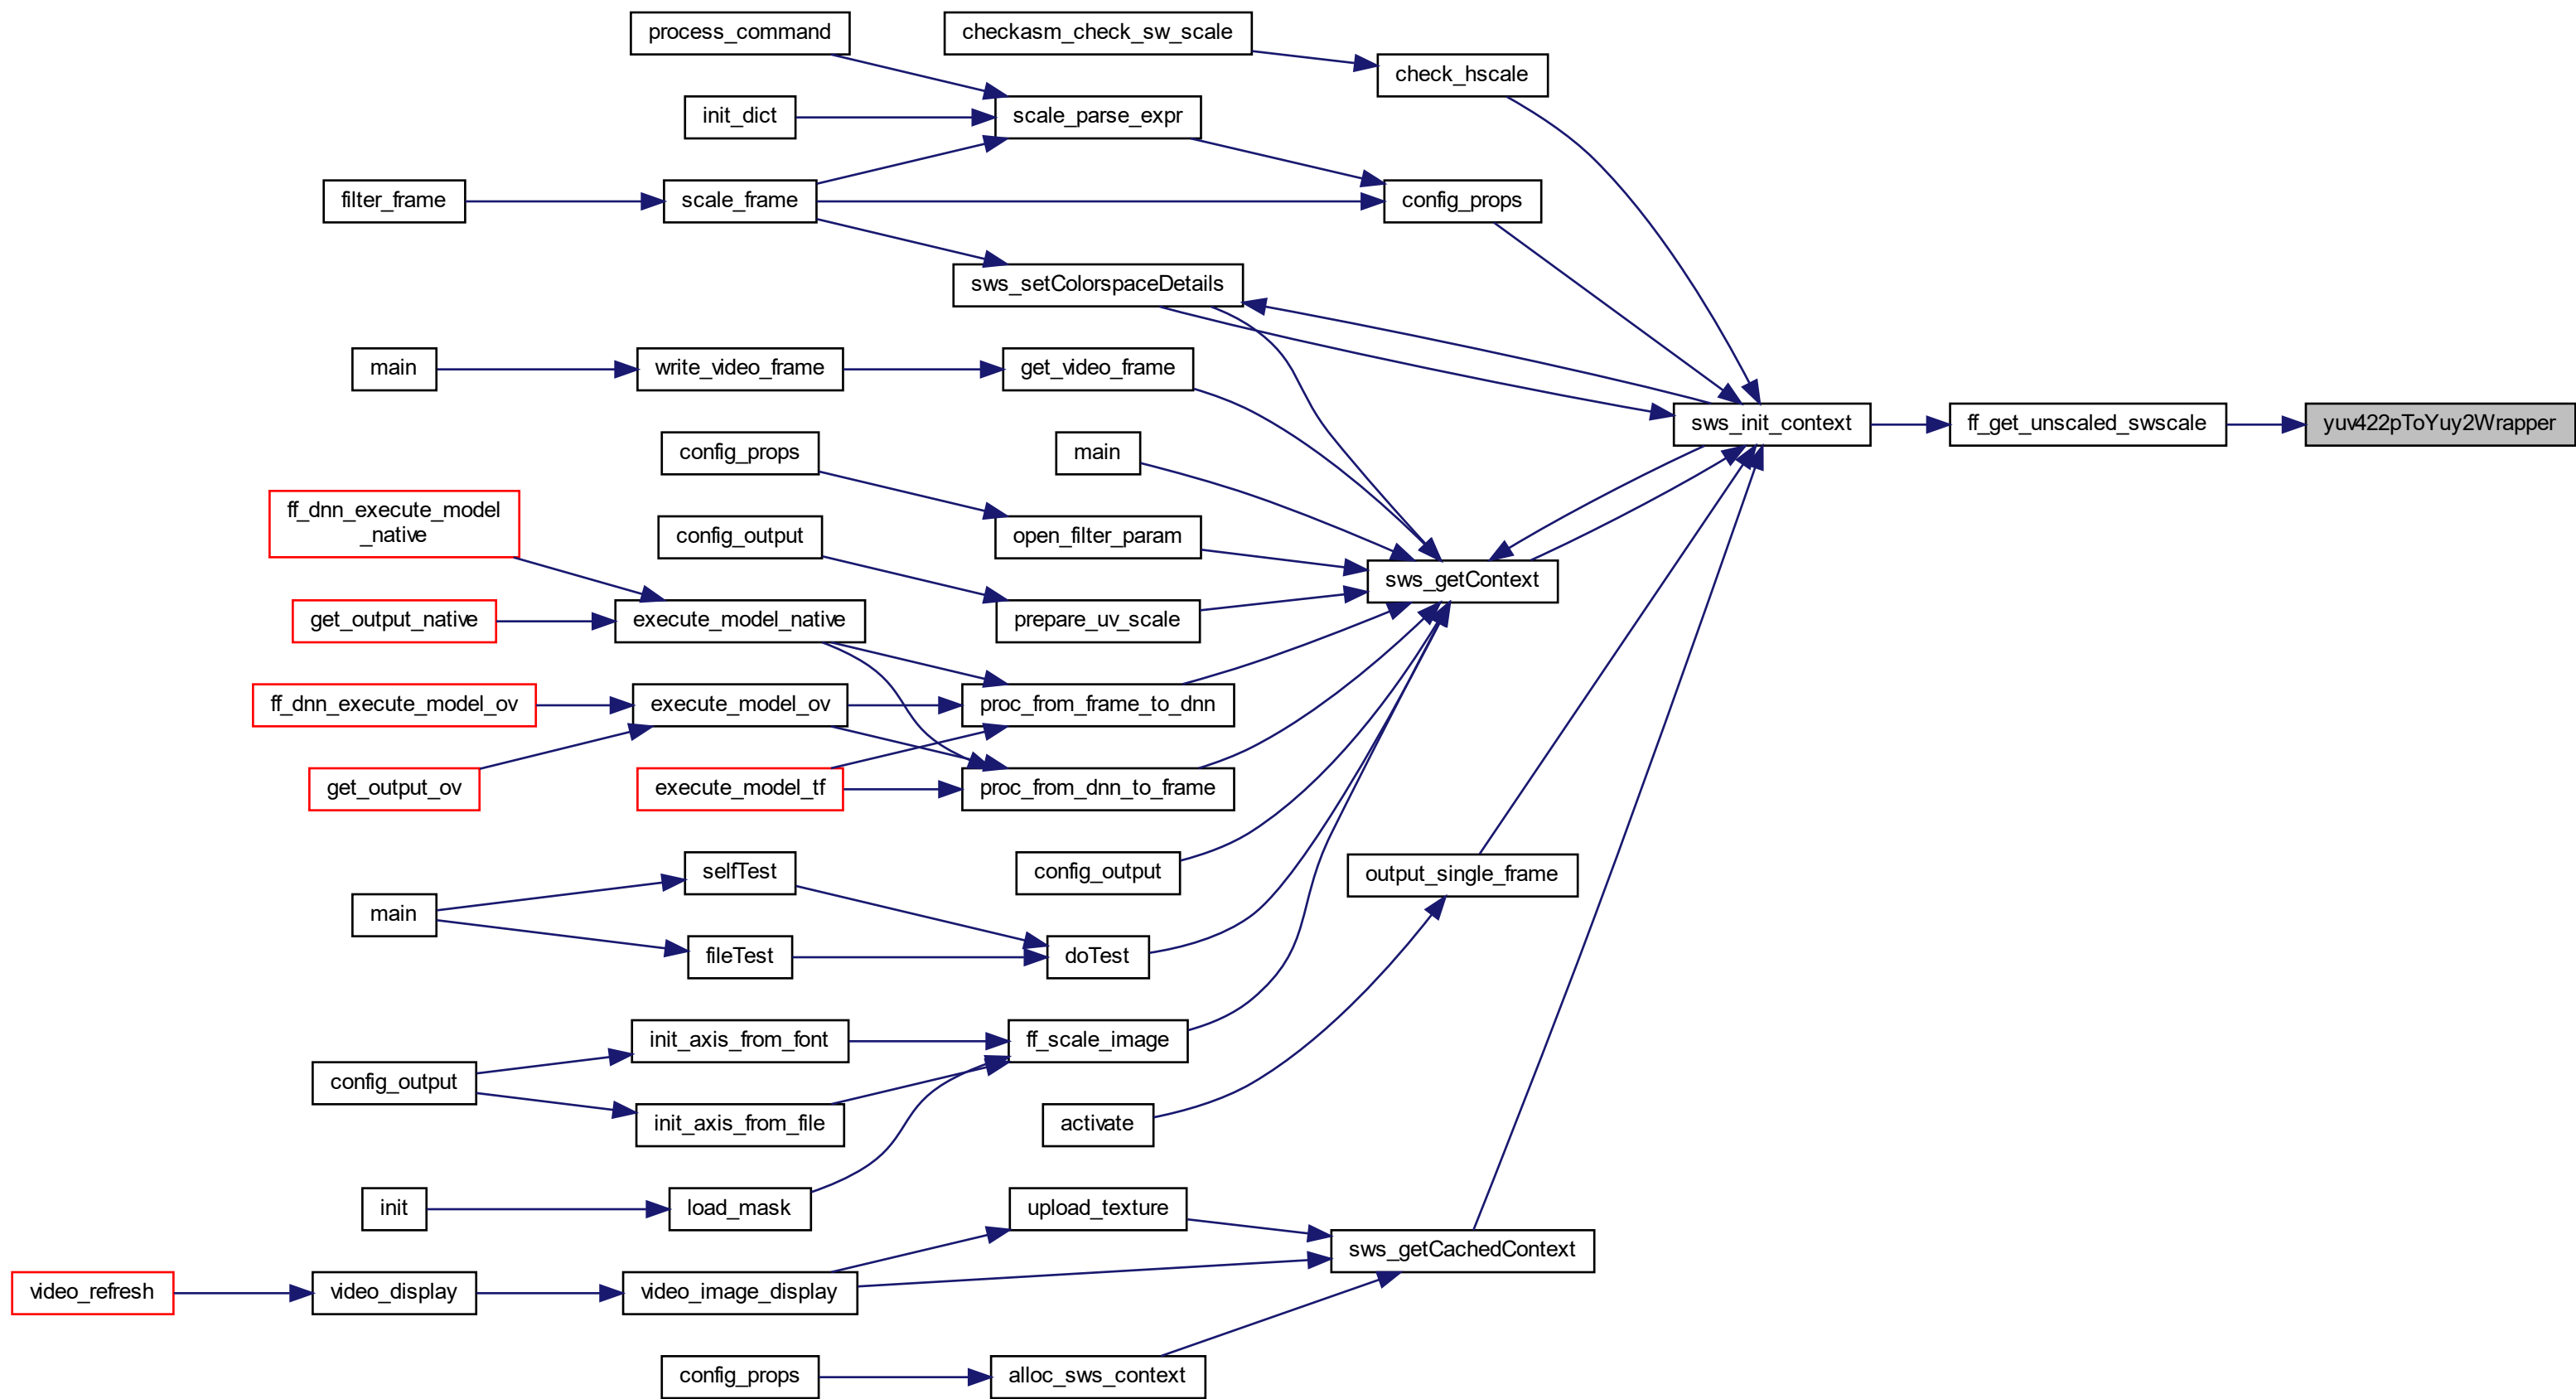 process_command
checkasm_check_sw_scale
check_hscale
init_dict
scale_parse_expr
filter_frame
scale_frame
config_props
sws_setColorspaceDetails
main
write_video_frame
get_video_frame
sws_init_context
ff_get_unscaled_swscale
yuv422pToYuy2Wrapper
config_props
main
ff_dnn_execute_model
_native
config_output
open_filter_param
sws_getContext
get_output_native
execute_model_native
prepare_uv_scale
ff_dnn_execute_model_ov
execute_model_ov
proc_from_frame_to_dnn
get_output_ov
execute_model_tf
proc_from_dnn_to_frame
selfTest
config_output
output_single_frame
main
fileTest
doTest
init_axis_from_font
ff_scale_image
config_output
init_axis_from_file
activate
init
load_mask
upload_texture
sws_getCachedContext
video_refresh
video_display
video_image_display
config_props
alloc_sws_context